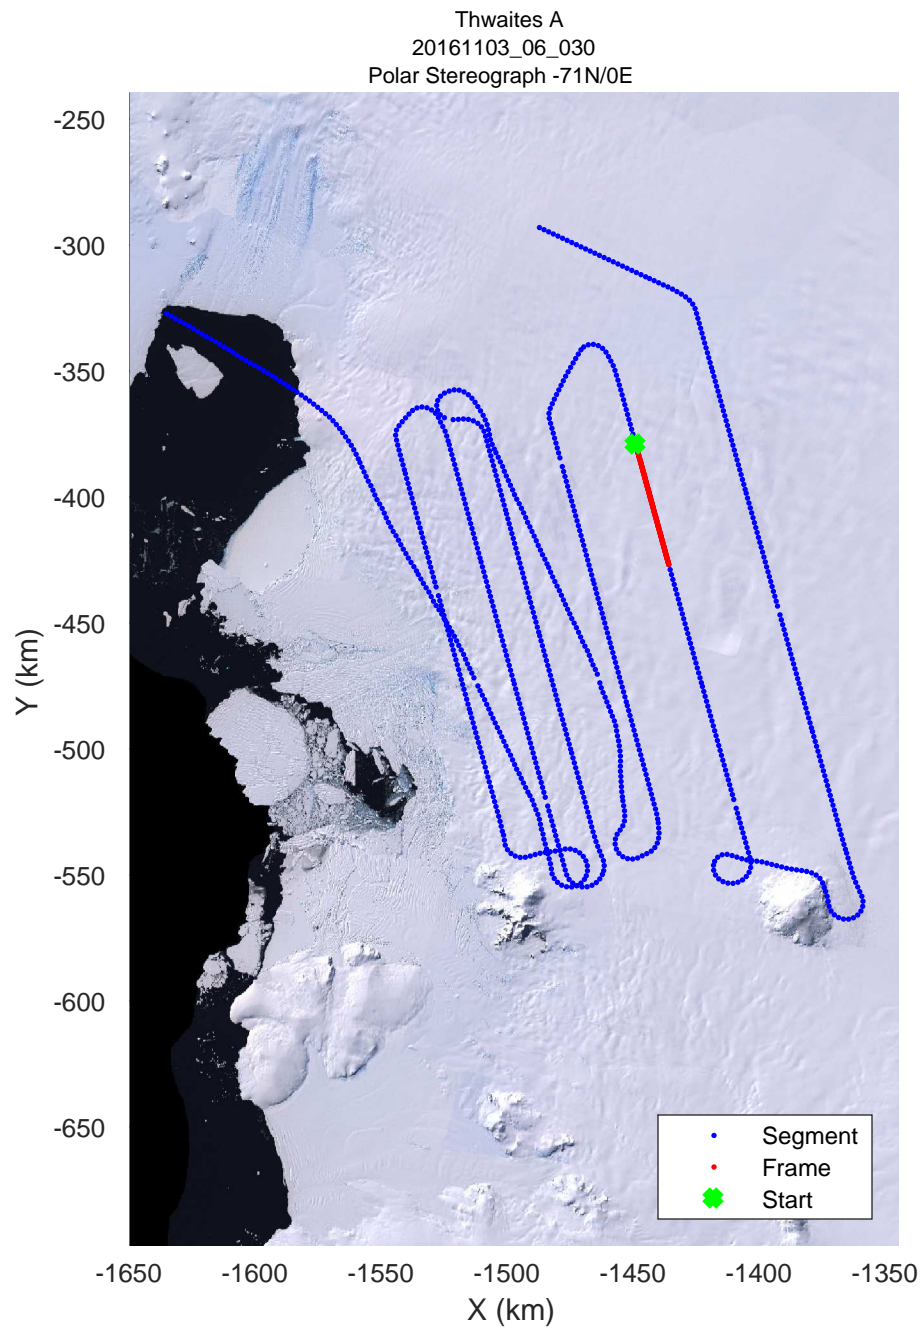 Thwaites A
20161103_06_030
Polar Stereograph -71N/0E
-250
-300
-350
-400
-450
-500
-550
-600
-650
Y (km)
Segment
Frame
Start
-1650 -1600 -1550 -1500 -1450 -1400 -1350
X (km)